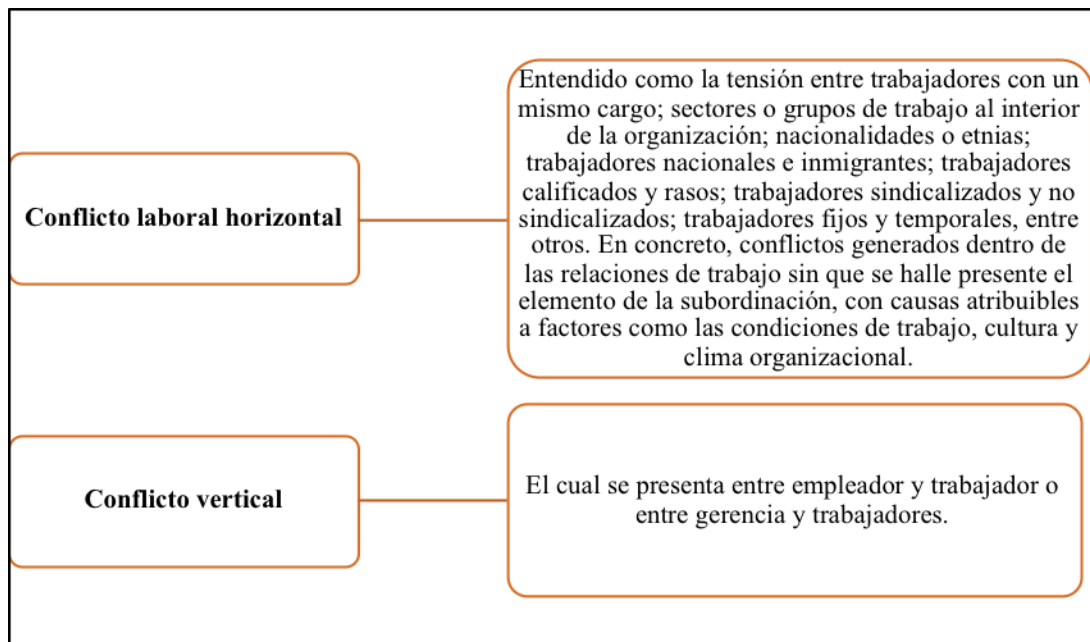 Conflicto laboral horizontal
Entendido como la tensión entre trabajadores con un
mismo cargo; sectores o grupos de trabajo al interior
de la organización; nacionalidades o etnias;
trabajadores nacionales e inmigrantes; trabajadores
calificados y rasos; trabajadores sindicalizados y no
sindicalizados; trabajadores fijos y temporales, entre
otros. En concreto, conflictos generados dentro de
las relaciones de trabajo sin que se halle presente el
elemento de la subordinación, con causas atribuibles
a factores como las condiciones de trabajo, cultura y
clima organizacional.
Conflicto vertical
El cual se presenta entre empleador y trabajador o
entre gerencia y trabajadores.